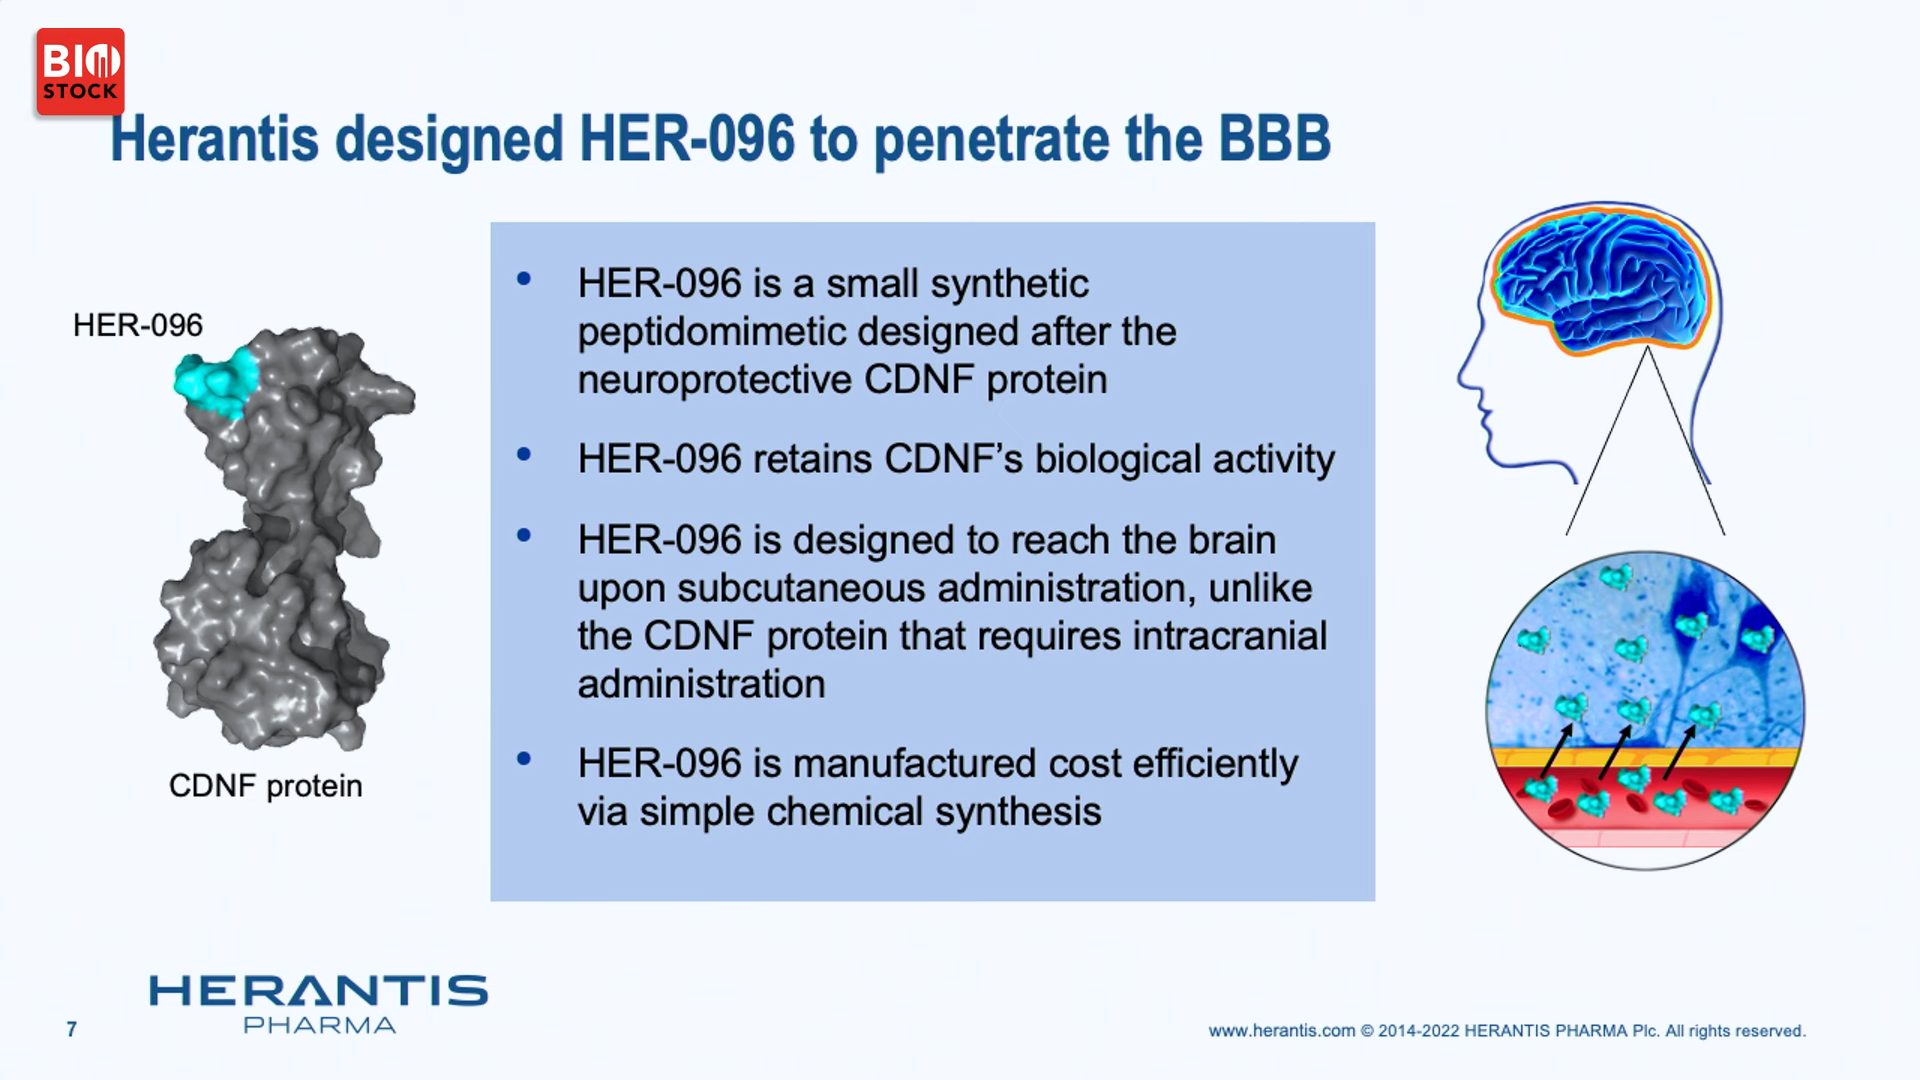 BIO
STOCK
Herantis designed HER-096 to penetrate the BBB
HER-096
CDNF protein
• HER-096 is a small synthetic
peptidomimetic designed after the
neuroprotective CDNF protein
• HER-096 retains CDNF’s biological activity
• HER-096 is designed to reach the brain
upon subcutaneous administration, unlike
the CDNF protein that requires intracranial
administration
• HER-096 is manufactured cost efficiently
via simple chemical synthesis
HERANTIS
PHARMA
7
www.herantis.com © 2014-2022 HERANTIS PHARMA Plc. All rights reserved.